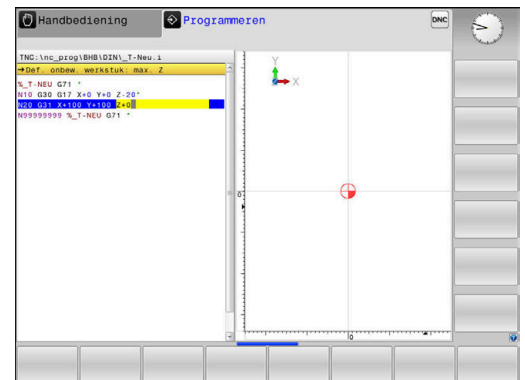 Handbediening
Programmeren
DNC
TNC:\nc_prog\BHB\DIN\_T-Neu.i
→Def. onbew. werkstuk: max. Z
%_T-NEU G71 *
N10 G30 G17 X+0 Y+0 Z-20*
N20 G31 X+100 Y+100 Z+0
N99999999 %_T-NEU G71 *
Y
X
0
0